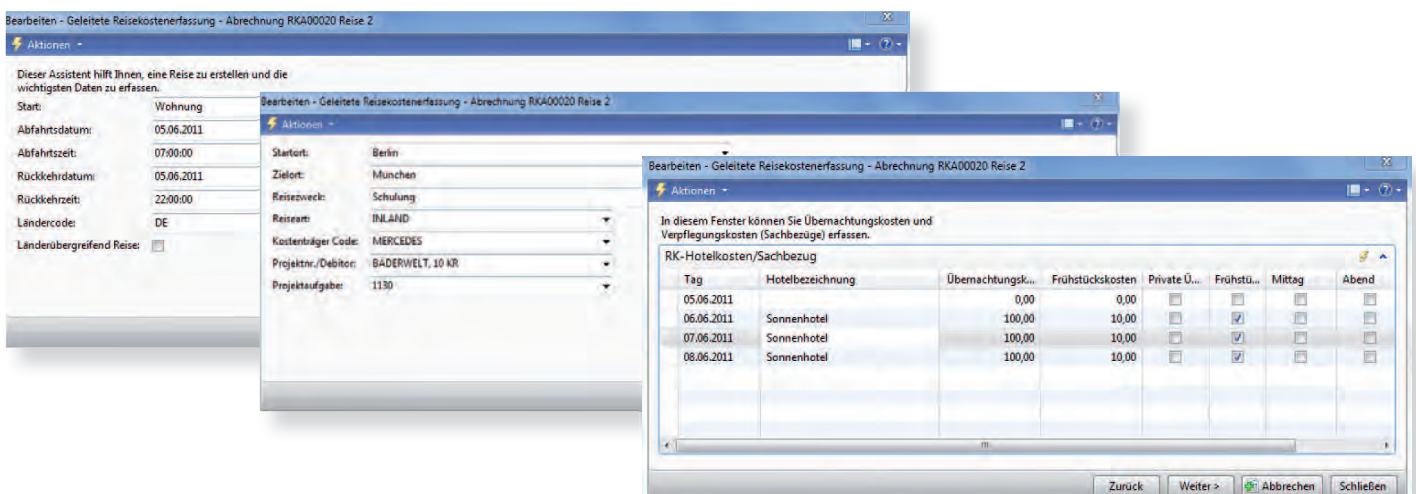 Bearbeiten - Geleitete Reisekostenerfassung - Abrechnung RKA00020 Reise 2
Aktionen
Dieser Assistent hilft Ihnen, eine Reise zu erstellen und die
wichtigsten Daten zu erfassen.
Start: Wohnung
Abfahrtsdatum: 05.06.2011
Abfahrtszeit: 07:00:00
Rückkehrdatum: 05.06.2011
Rückkehrzeit: 22:00:00
Ländercode: DE
Länderübergreifend Reise:
Bearbeiten - Geleitete Reisekostenerfassung - Abrechnung RKA00020 Reise 2
Aktionen
Startort: Berlin
Zielort: Munchen
Reisezweck: Schulung
Reiseart: INLAND
Kostenträger Code: MERCEDES
Projektnr./Debitor: BADERWELT, 10 KR
Projektaufgabe: 1130
Bearbeiten - Geleitete Reisekostenerfassung - Abrechnung RKA00020 Reise 2
Aktionen
In diesem Fenster können Sie Übernachtungskosten und
Verpflegungskosten (Sachbezüge) erfassen.
RK-Hotelkosten/Sachbezug
Tag Hotelbezeichnung Übernachtungsk... Frühstückskosten Private Ü... Frühstü... Mittag Abend
05.06.2011 0,00 0,00
06.06.2011 Sonnenhotel 100,00 10,00
07.06.2011 Sonnenhotel 100,00 10,00
08.06.2011 Sonnenhotel 100,00 10,00
Zurück Weiter > Abbrechen Schließen